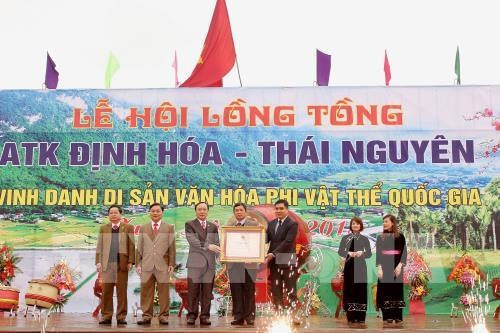 LỄ HỘI LỒNG TỒNG
ATK ĐỊNH HÓA - THÁI NGUYÊN
VINH DANH DI SẢN VĂN HÓA PHI VẬT THỂ QUỐC GIA